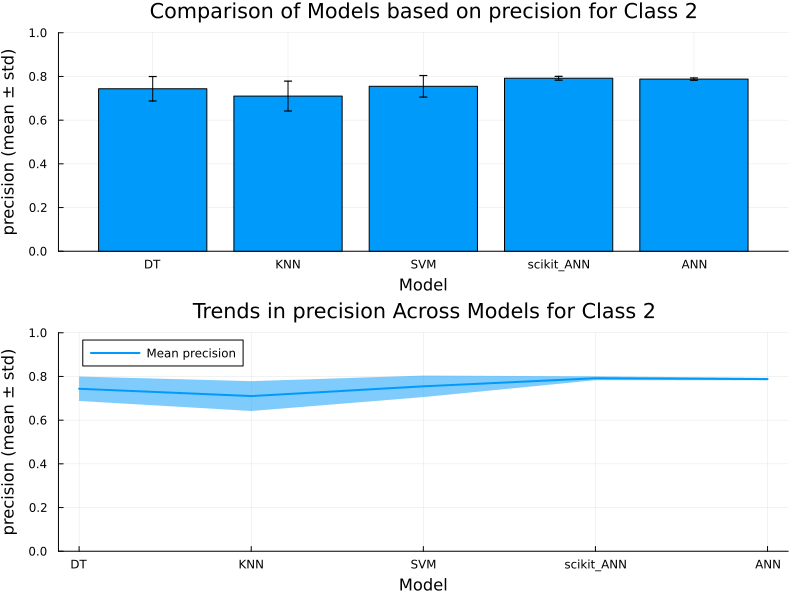 Comparison of Models based on precision for Class 2
precision (mean ± std)
1.0
0.8
0.6
0.4
0.2
0.0
DT KNN SVM scikit_ANN ANN
Model
Trends in precision Across Models for Class 2
precision (mean ± std)
1.0
Mean precision
0.8
0.6
0.4
0.2
0.0
DT KNN SVM scikit_ANN ANN
Model